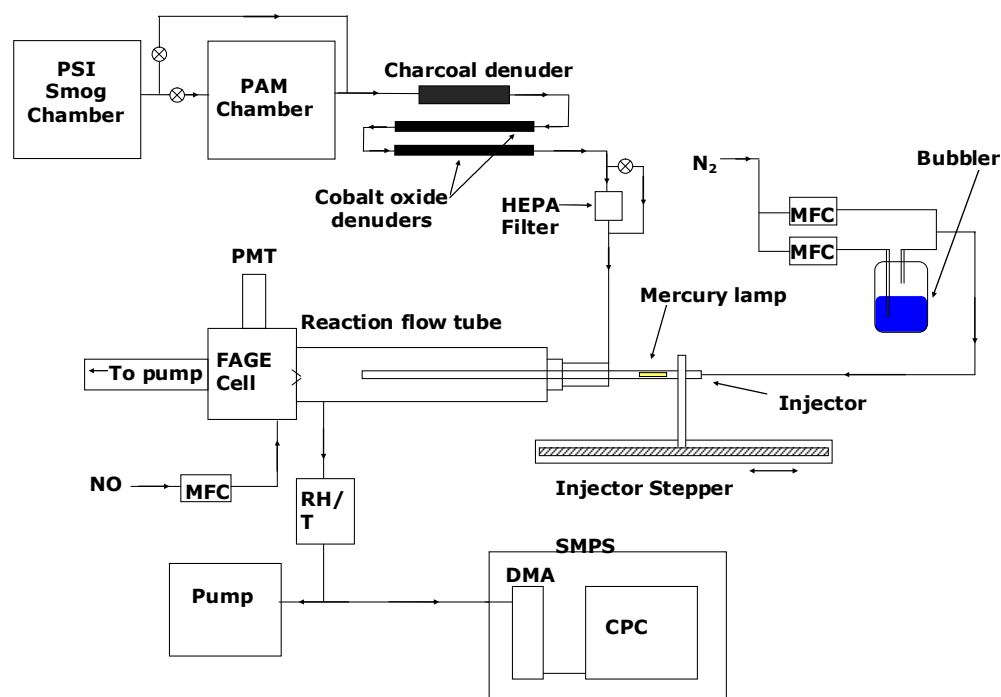 PSI
Smog
Chamber
PAM
Chamber
Charcoal denuder
Cobalt oxide
denuders
HEPA
Filter
N2
MFC
MFC
Bubbler
PMT
Reaction flow tube
Mercury lamp
To pump
FAGE
Cell
Injector
NO
MFC
RH/
T
Injector Stepper
SMPS
DMA
Pump
CPC